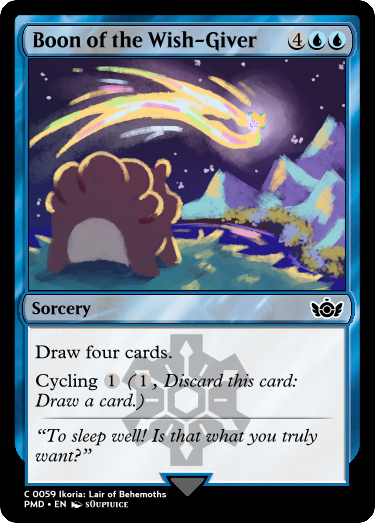 Boon of the Wish-Giver 4
Sorcery
Draw four cards.
Cycling 1 (1, Discard this card:
Draw a card.)
“To sleep well! Is that what you truly
want?”
C 0059 Ikoria: Lair of Behemoths
PMD • EN s0upjuice